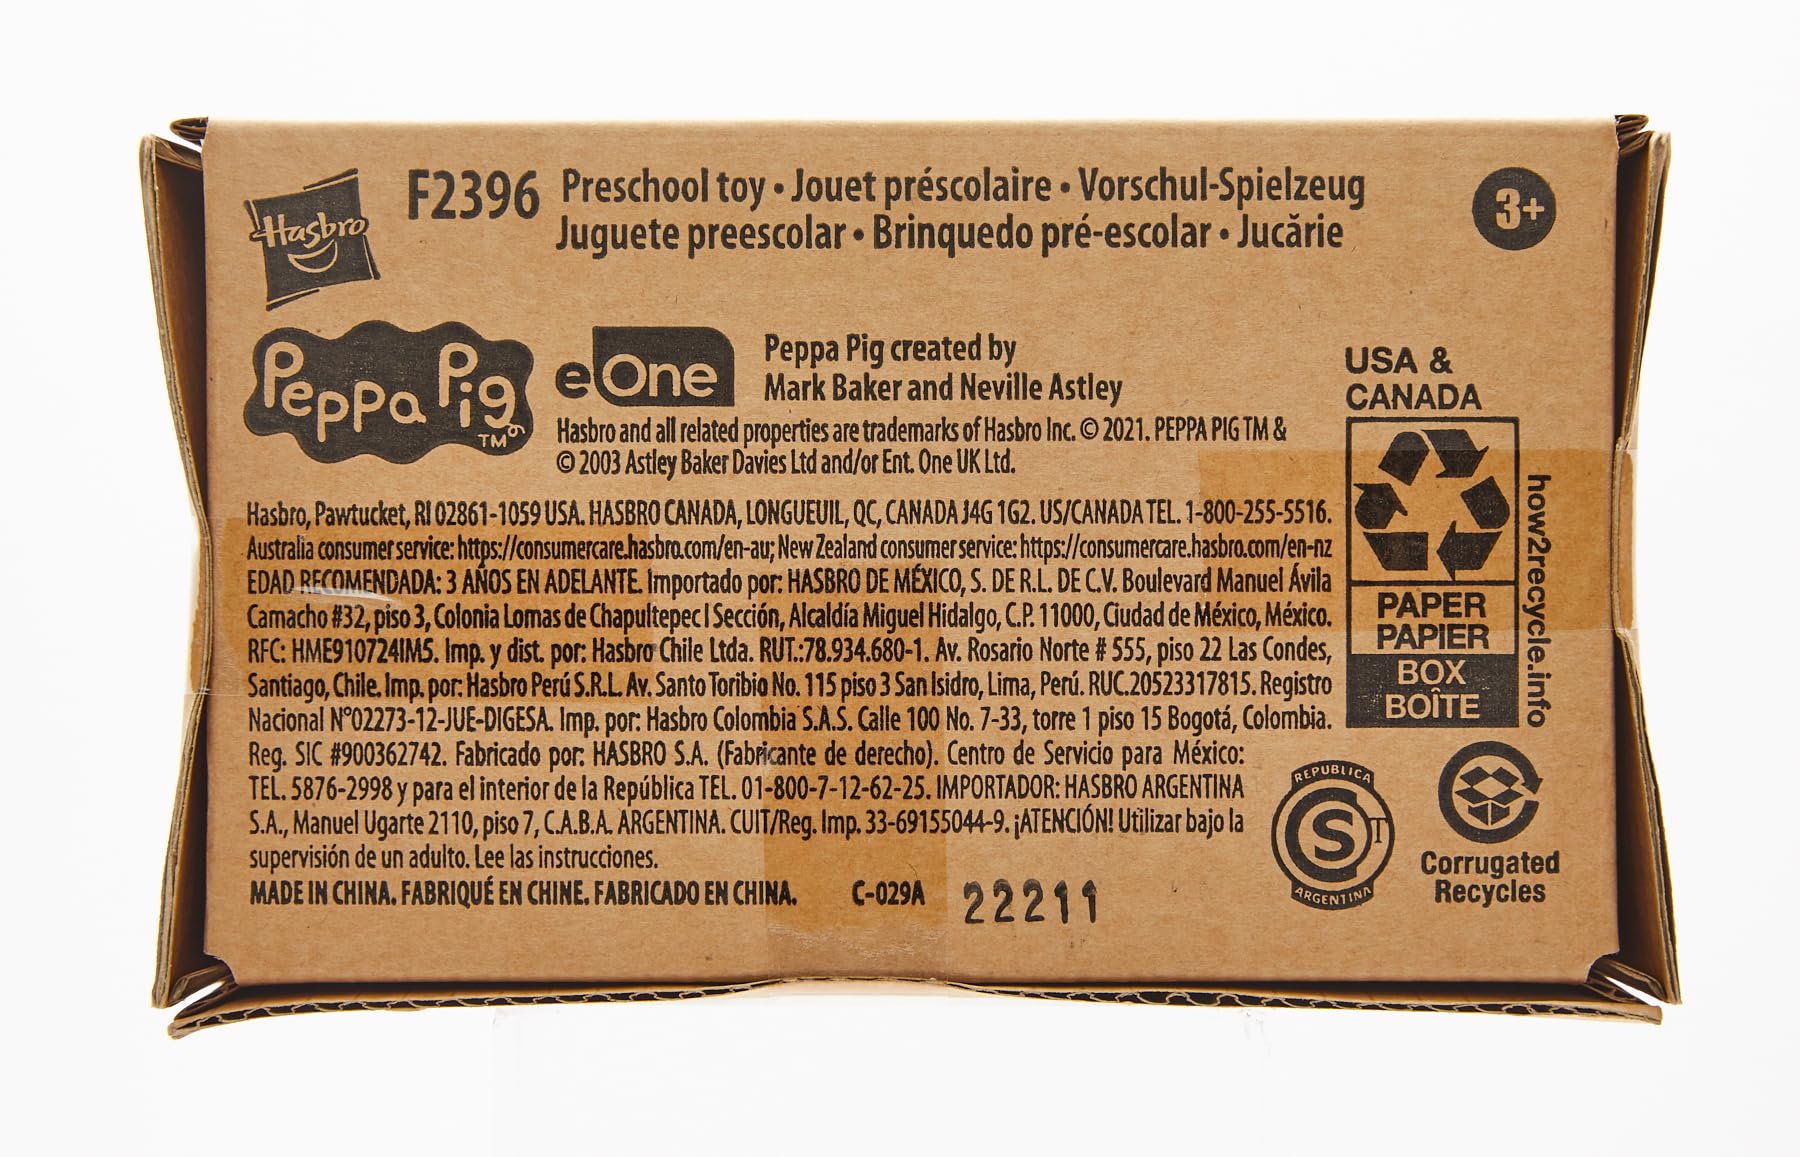 Hasbro
F2396
Preschool toy • Jouet préscolaire • Vorschul-Spielzeug
Juguete preescolar • Brinquedo pré-escolar • Jucărie
3+
Peppa Pig TM
eOne
Peppa Pig created by
Mark Baker and Neville Astley
Hasbro and all related properties are trademarks of Hasbro Inc. © 2021. PEPPA PIG TM &
© 2003 Astley Baker Davies Ltd and/or Ent. One UK Ltd.
Hasbro, Pawtucket, RI 02861-1059 USA. HASBRO CANADA, LONGUEUIL, QC, CANADA J4G 1G2. US/CANADA TEL. 1-800-255-5516.
Australia consumer service: https://consumercare.hasbro.com/en-au; New Zealand consumer service: https://consumercare.hasbro.com/en-nz
EDAD RECOMENDADA: 3 AÑOS EN ADELANTE. Importado por: HASBRO DE MÉXICO, S. DE R.L. DE C.V. Boulevard Manuel Ávila
Camacho #32, piso 3, Colonia Lomas de Chapultepec I Sección, Alcaldía Miguel Hidalgo, C.P. 11000, Ciudad de México, México.
RFC: HME910724IM5. Imp. y dist. por: Hasbro Chile Ltda. RUT.:78.934.680-1. Av. Rosario Norte # 555, piso 22 Las Condes,
Santiago, Chile. Imp. por: Hasbro Perú S.R.L. Av. Santo Toribio No. 115 piso 3 San Isidro, Lima, Perú. RUC.20523317815. Registro
Nacional N°02273-12-JUE-DIGESA. Imp. por: Hasbro Colombia S.A.S. Calle 100 No. 7-33, torre 1 piso 15 Bogotá, Colombia.
Reg. SIC #900362742. Fabricado por: HASBRO S.A. (Fabricante de derecho). Centro de Servicio para México:
TEL. 5876-2998 y para el interior de la República TEL. 01-800-7-12-62-25. IMPORTADOR: HASBRO ARGENTINA
S.A., Manuel Ugarte 2110, piso 7, C.A.B.A. ARGENTINA. CUIT/Reg. Imp. 33-69155044-9. ¡ATENCIÓN! Utilizar bajo la
supervisión de un adulto. Lee las instrucciones.
MADE IN CHINA. FABRIQUÉ EN CHINE. FABRICADO EN CHINA.
C-029A
22211
USA &
CANADA
PAPER
PAPIER
BOX
BOÎTE
how2recycle.info
REPUBLICA
S T
ARGENTINA
Corrugated
Recycles